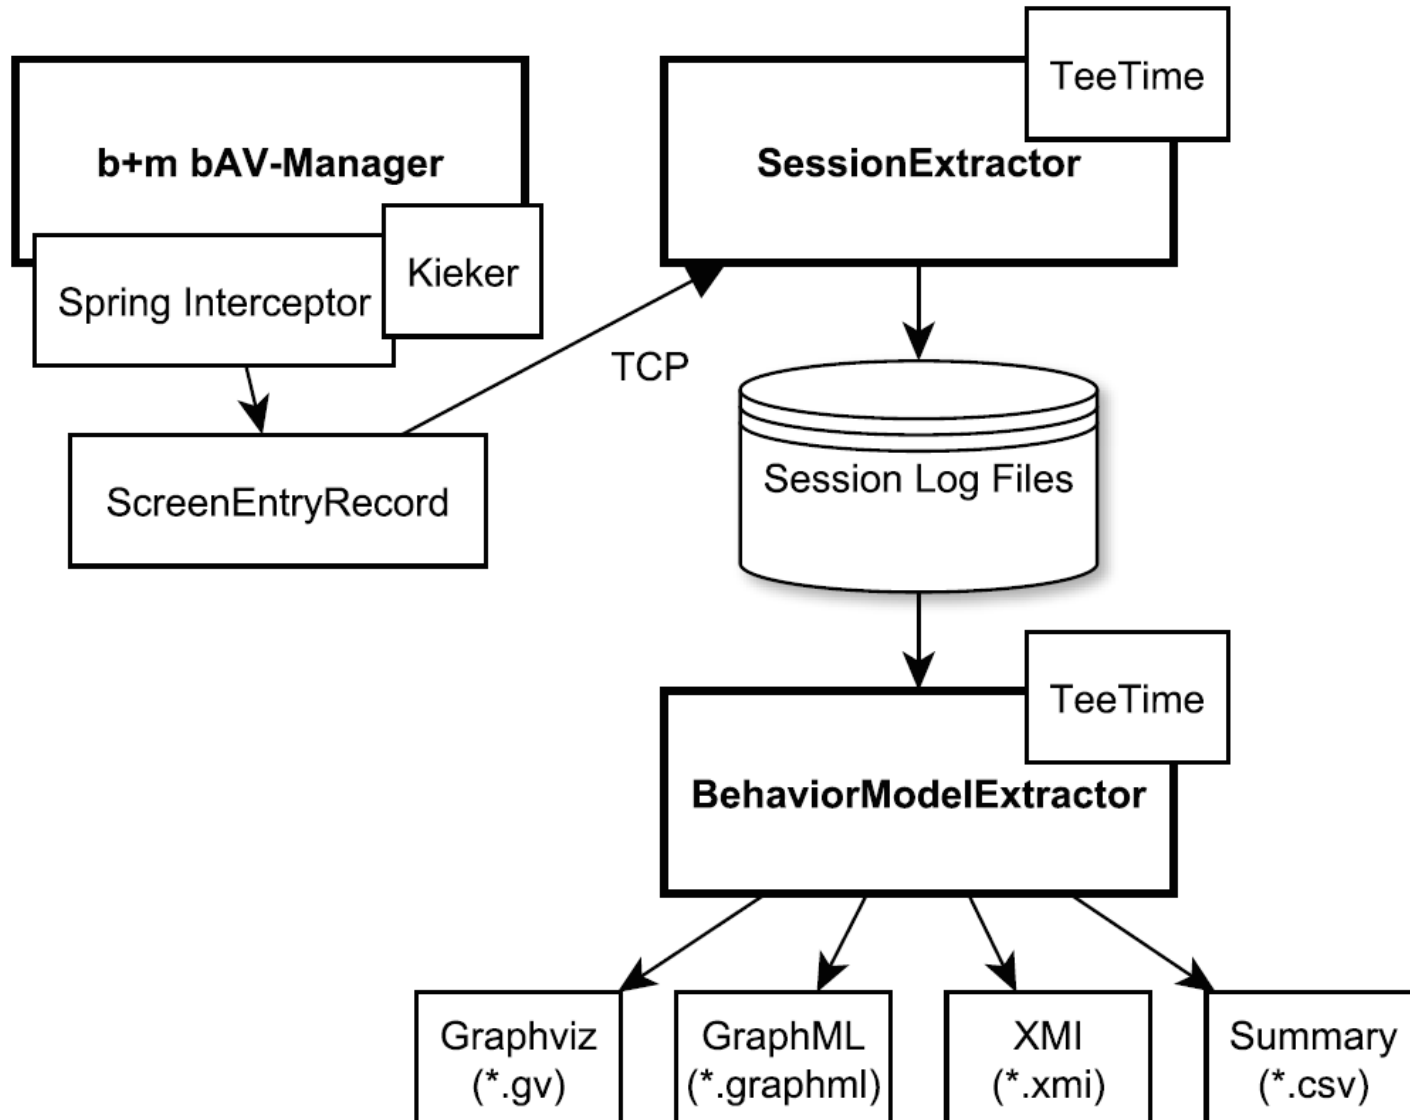 TeeTime
b+m bAV-Manager
SessionExtractor
Kieker
Spring Interceptor
TCP
ScreenEntryRecord
Session Log Files
TeeTime
BehaviorModelExtractor
Graphviz
(*.gv)
GraphML
(*.graphml)
XMI
(*.xmi)
Summary
(*.csv)